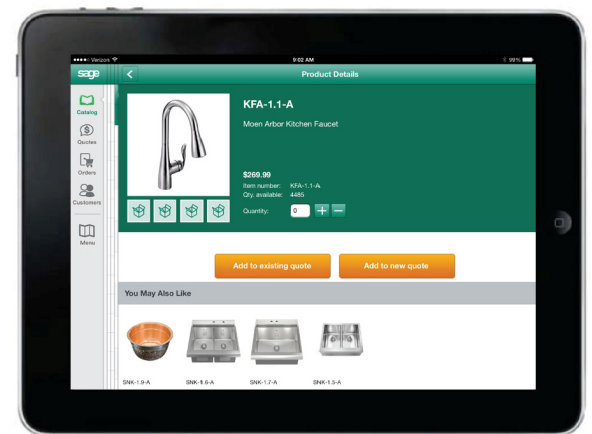 Verizon
9:02 AM
99%
sage
Product Details
Catalog
Quotes
Orders
Customers
Menu
KFA-1.1-A
Moen Arbor Kitchen Faucet
$269.99
Item number: KFA-1.1-A
Qty. available: 4485
Quantity: 0
Add to existing quote
Add to new quote
You May Also Like
SNK-1.9-A
SNK-1.6-A
SNK-1.7-A
SNK-1.5-A